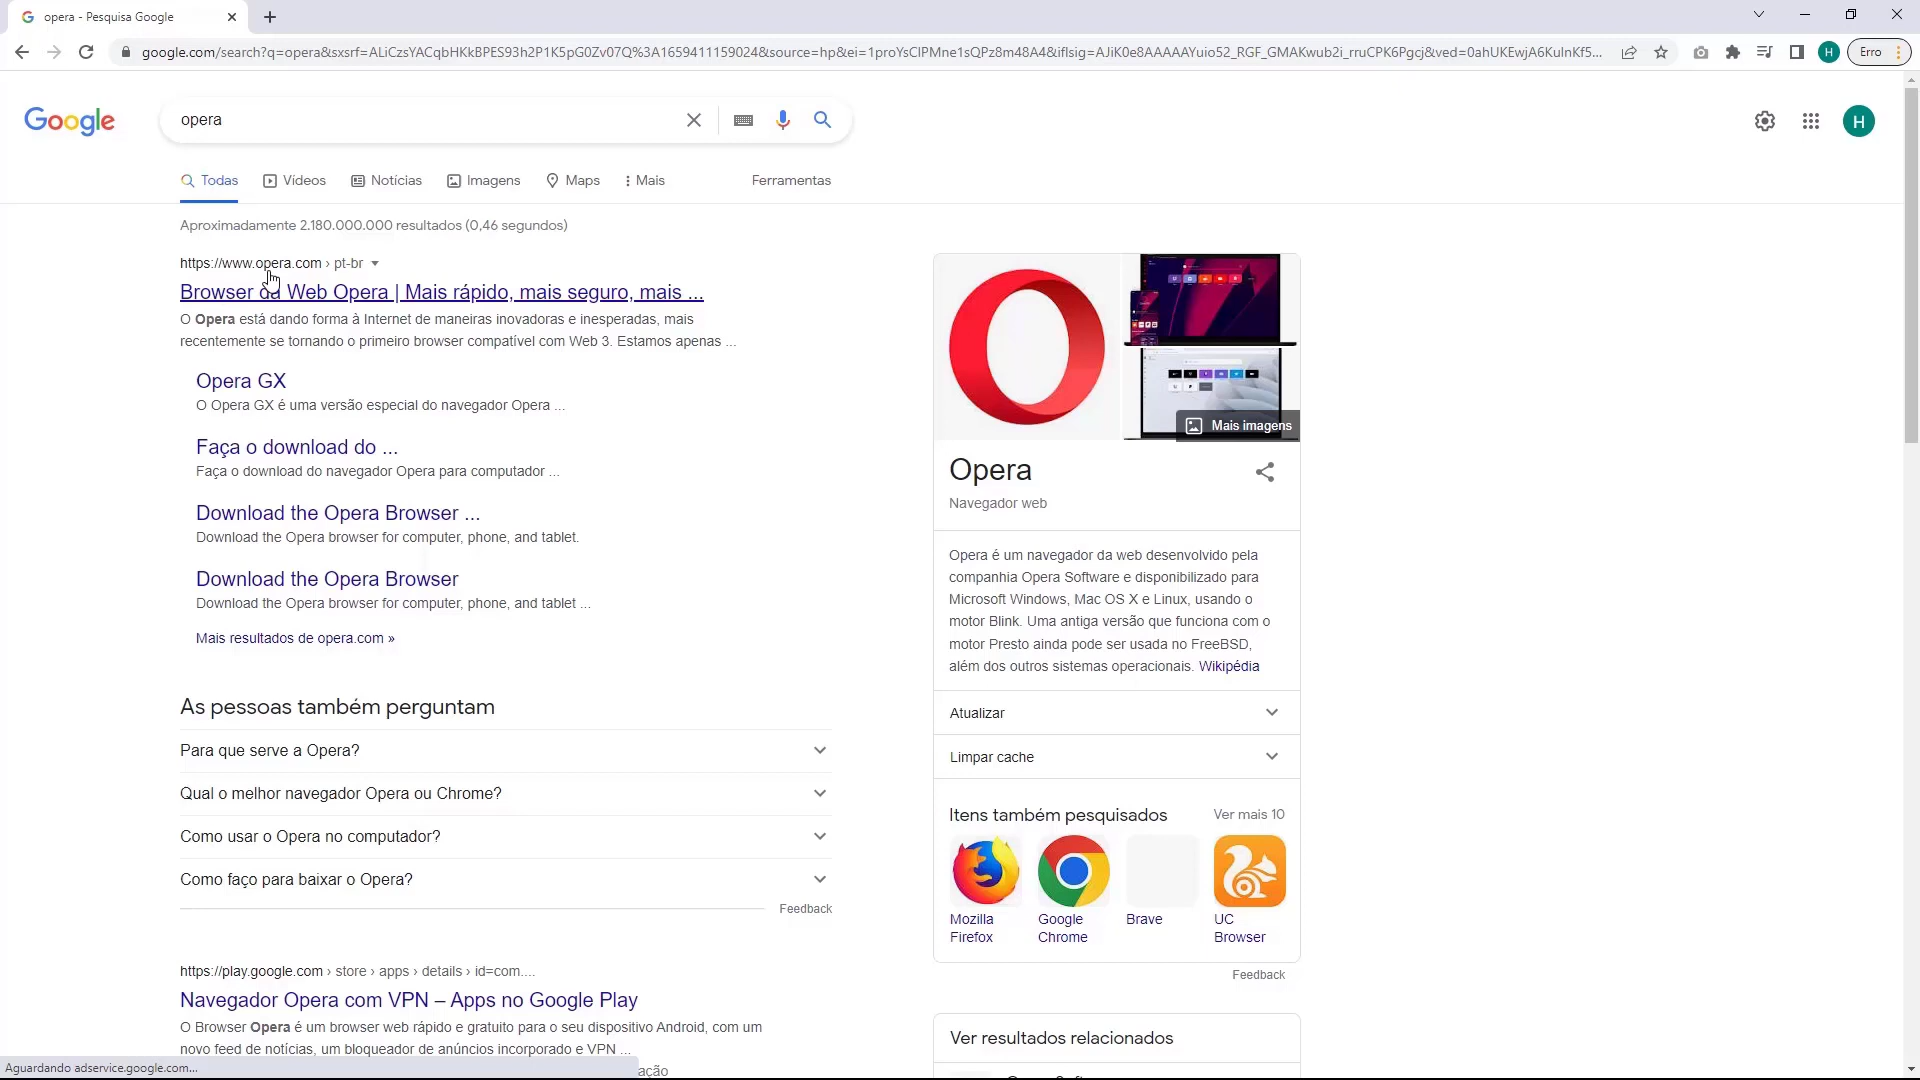 opera - Pesquisa Google
google.com/search?q=opera&sxsrf=ALiCzsYACqbHKkBPES93h2P1K5pG0Zv07Q%3A1659411159024&source=hp&ei=1proYsCIPMne1sQPz8m48A4&iflsig=AJiK0e8AAAAAYuio52_RGF_GMAKwub2i_rruCPK6Pgcj&ved=0ahUKEwjA6KuInKf5...
H
Erro
Google
opera
H
Todas
Vídeos
Notícias
Imagens
Maps
Mais
Ferramentas
Aproximadamente 2.180.000.000 resultados (0,46 segundos)
https://www.opera.com › pt-br
Browser da Web Opera | Mais rápido, mais seguro, mais ...
O Opera está dando forma à Internet de maneiras inovadoras e inesperadas, mais
recentemente se tornando o primeiro browser compatível com Web 3. Estamos apenas ...
Opera GX
O Opera GX é uma versão especial do navegador Opera ...
Faça o download do ...
Faça o download do navegador Opera para computador ...
Download the Opera Browser ...
Download the Opera browser for computer, phone, and tablet.
Download the Opera Browser
Download the Opera browser for computer, phone, and tablet ...
Mais resultados de opera.com »
As pessoas também perguntam
Para que serve a Opera?
Qual o melhor navegador Opera ou Chrome?
Como usar o Opera no computador?
Como faço para baixar o Opera?
Feedback
https://play.google.com › store › apps › details › id=com....
Navegador Opera com VPN – Apps no Google Play
O Browser Opera é um browser web rápido e gratuito para o seu dispositivo Android, com um
novo feed de notícias, um bloqueador de anúncios incorporado e VPN ...
ação
Aguardando adservice.google.com...
Mais imagens
Opera
Navegador web
Opera é um navegador da web desenvolvido pela
companhia Opera Software e disponibilizado para
Microsoft Windows, Mac OS X e Linux, usando o
motor Blink. Uma antiga versão que funciona com o
motor Presto ainda pode ser usada no FreeBSD,
além dos outros sistemas operacionais. Wikipédia
Atualizar
Limpar cache
Itens também pesquisados
Ver mais 10
Mozilla
Firefox
Google
Chrome
Brave
UC
Browser
Feedback
Ver resultados relacionados